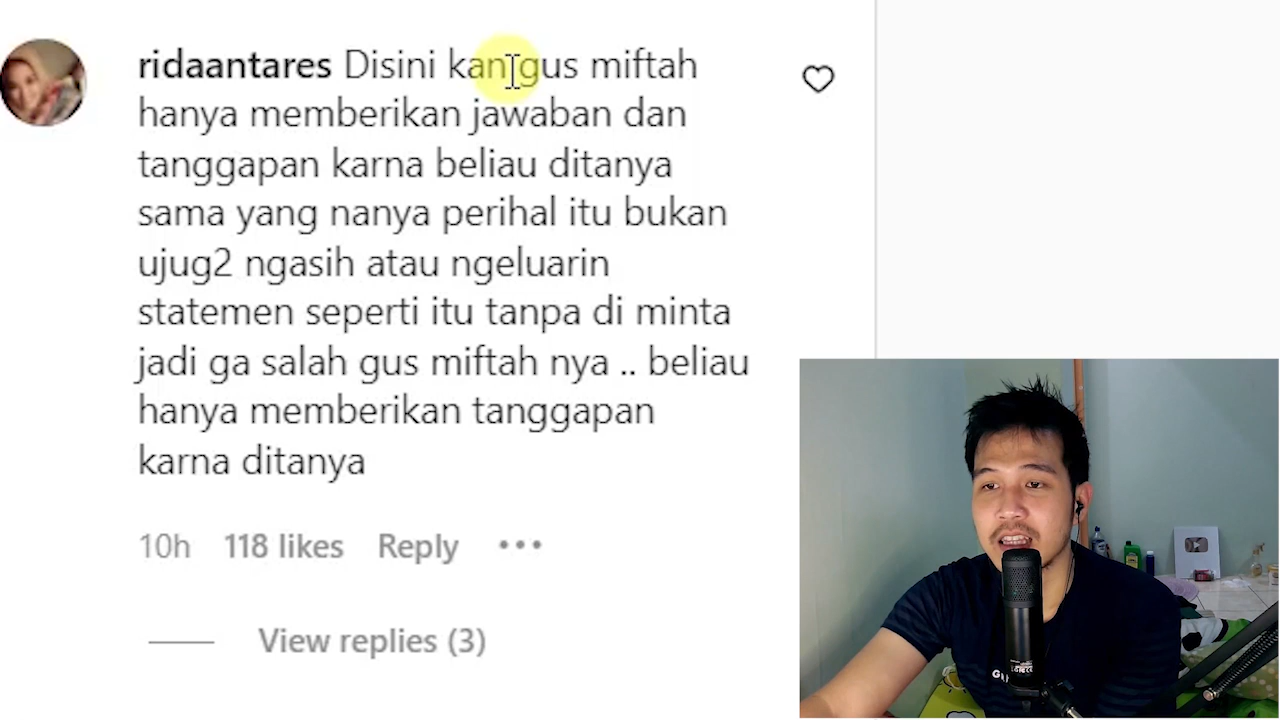 ridaantares Disini kan gus miftah
hanya memberikan jawaban dan
tanggapan karna beliau ditanya
sama yang nanya perihal itu bukan
ujug2 ngasih atau ngeluarin
statemen seperti itu tanpa di minta
jadi ga salah gus miftah nya .. beliau
hanya memberikan tanggapan
karna ditanya
10h 118 likes Reply •••
View replies (3)